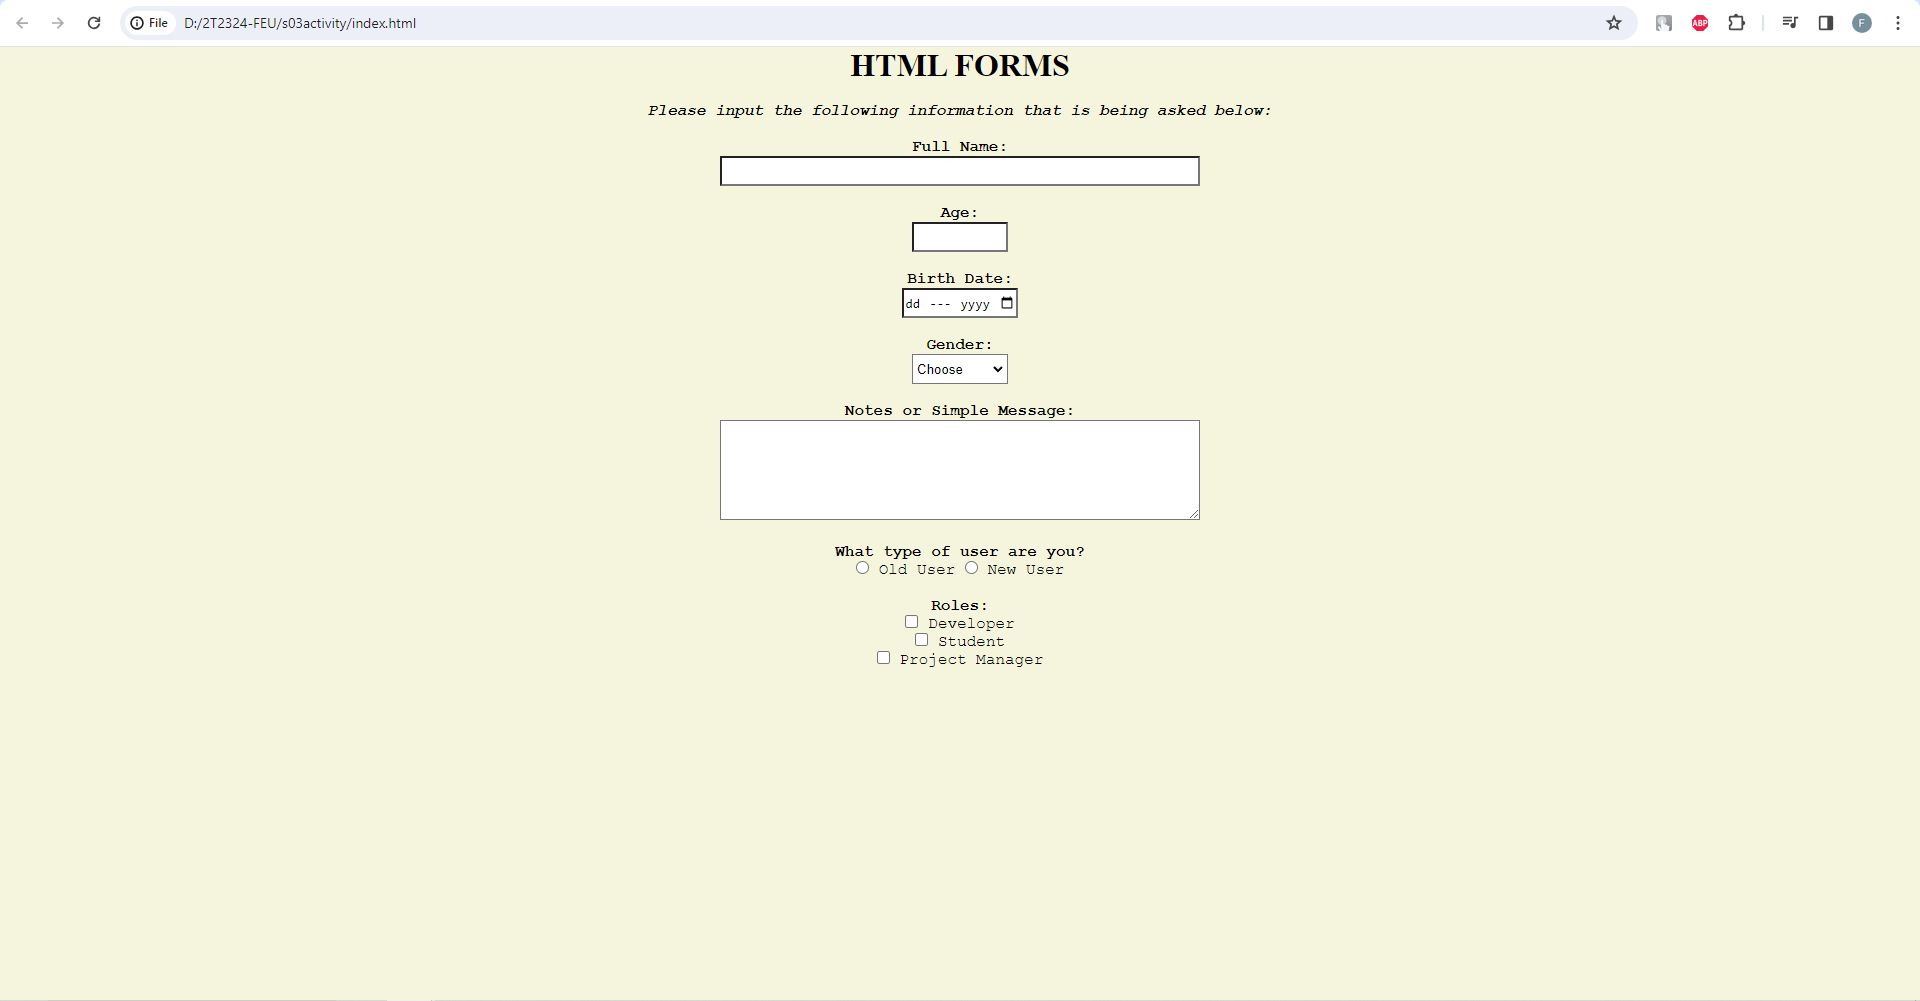 File D:/2T2324-FEU/s03activity/index.html ABP F
HTML FORMS
Please input the following information that is being asked below:
Full Name:
Age:
Birth Date:
dd --- yyyy
Gender:
Choose
Notes or Simple Message:
What type of user are you?
Old User New User
Roles:
Developer
Student
Project Manager